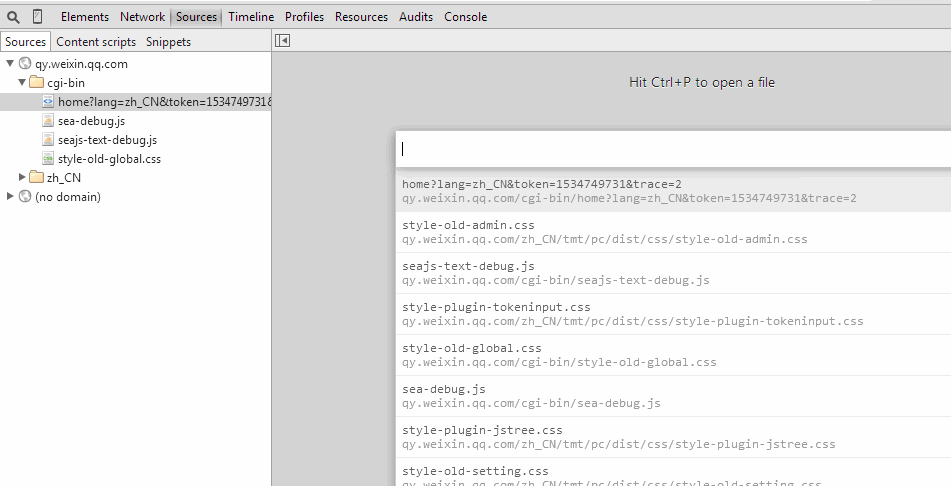 Elements Network Sources Timeline Profiles Resources Audits Console
Sources Content scripts Snippets
qy.weixin.qq.com
cgi-bin
home?lang=zh_CN&token=1534749731&
sea-debug.js
seajs-text-debug.js
style-old-global.css
zh_CN
(no domain)
Hit Ctrl+P to open a file
home?lang=zh_CN&token=1534749731&trace=2
qy.weixin.qq.com/cgi-bin/home?lang=zh_CN&token=1534749731&trace=2
style-old-admin.css
qy.weixin.qq.com/zh_CN/tmt/pc/dist/css/style-old-admin.css
seajs-text-debug.js
qy.weixin.qq.com/cgi-bin/seajs-text-debug.js
style-plugin-tokeninput.css
qy.weixin.qq.com/zh_CN/tmt/pc/dist/css/style-plugin-tokeninput.css
style-old-global.css
qy.weixin.qq.com/cgi-bin/style-old-global.css
sea-debug.js
qy.weixin.qq.com/cgi-bin/sea-debug.js
style-plugin-jstree.css
qy.weixin.qq.com/zh_CN/tmt/pc/dist/css/style-plugin-jstree.css
style-old-setting.css
qy.weixin.qq.com/zh_CN/tmt/pc/dist/css/style-old-setting.css